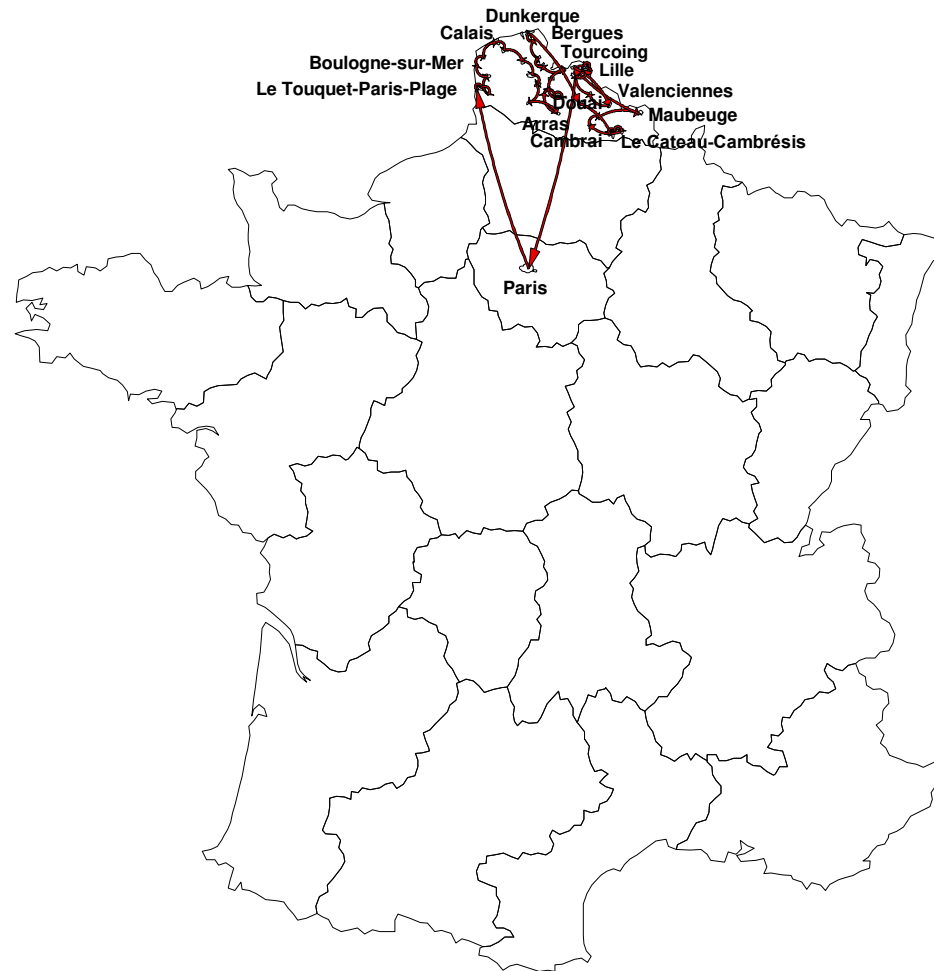 Dunkerque
Calais
Bergues
Tourcoing
Boulogne-sur-Mer
Lille
Le Touquet-Paris-Plage
Valenciennes
Douai
Maubeuge
Arras
Cambrai
Le Cateau-Cambrésis
Paris